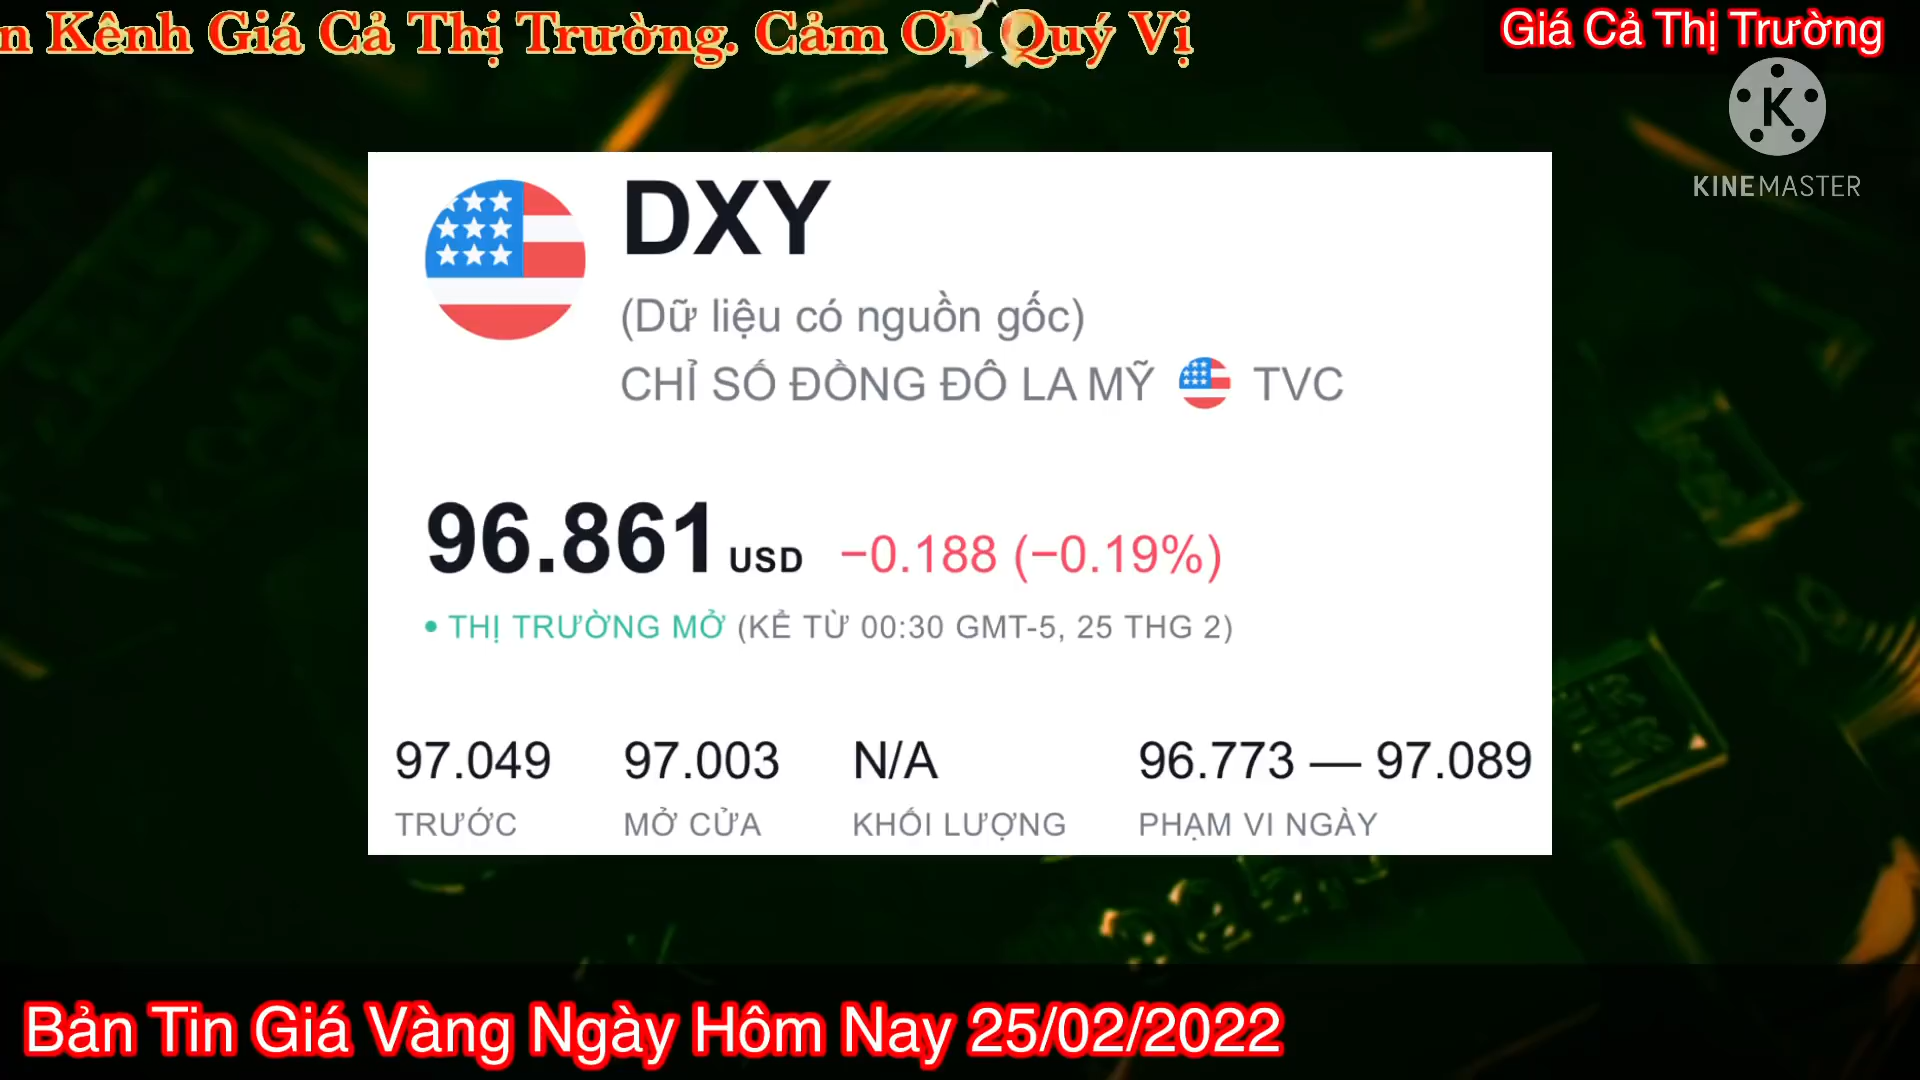 n Kênh Giá Cả Thị Trường. Cảm Ơn Quý Vị
Giá Cả Thị Trường
K
KINEMASTER
DXY
(Dữ liệu có nguồn gốc)
CHỈ SỐ ĐỒNG ĐÔ LA MỸ TVC
96.861 USD −0.188 (−0.19%)
• THỊ TRƯỜNG MỞ (KỂ TỪ 00:30 GMT-5, 25 THG 2)
97.049 97.003 N/A 96.773 — 97.089
TRƯỚC MỞ CỬA KHỐI LƯỢNG PHẠM VI NGÀY
Bản Tin Giá Vàng Ngày Hôm Nay 25/02/2022